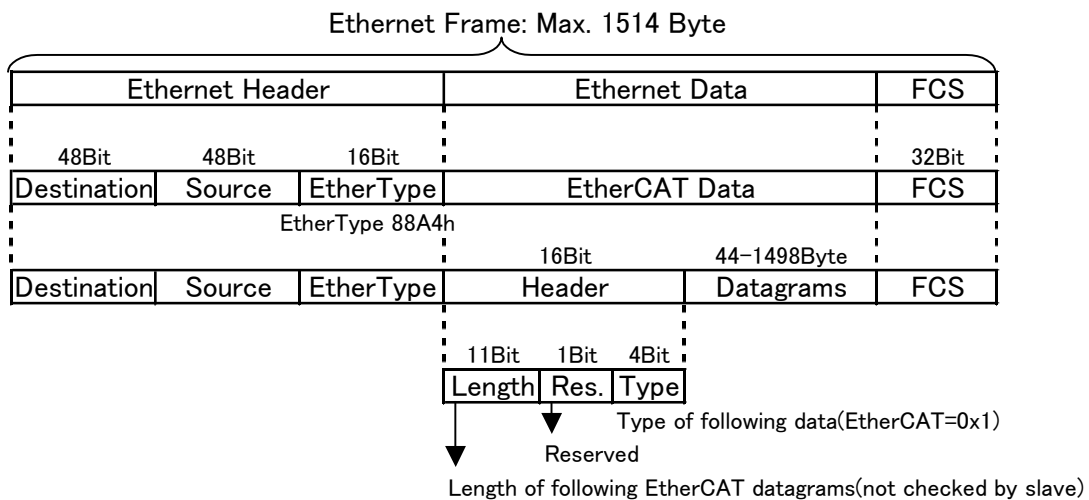 Ethernet Frame: Max. 1514 Byte
Ethernet Header Ethernet Data FCS
48Bit 48Bit 16Bit 32Bit
Destination Source EtherType EtherCAT Data FCS
EtherType 88A4h
16Bit 44-1498Byte
Destination Source EtherType Header Datagrams FCS
11Bit 1Bit 4Bit
Length Res. Type
Type of following data(EtherCAT=0x1)
Reserved
Length of following EtherCAT datagrams(not checked by slave)